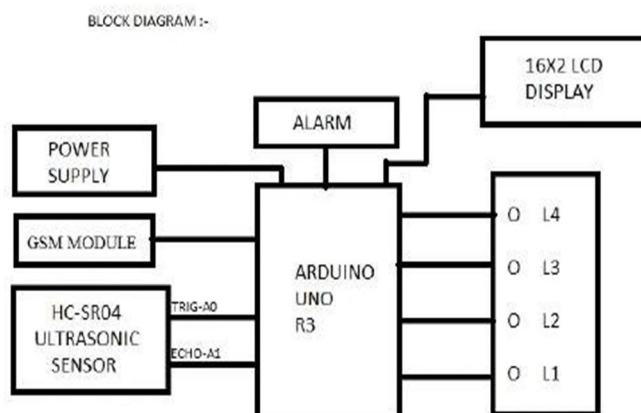 BLOCK DIAGRAM :-
16X2 LCD
DISPLAY
ALARM
POWER
SUPPLY
GSM MODULE
HC-SR04
ULTRASONIC
SENSOR
TRIG-A0
ECHO-A1
ARDUINO
UNO
R3
O L4
O L3
O L2
O L1